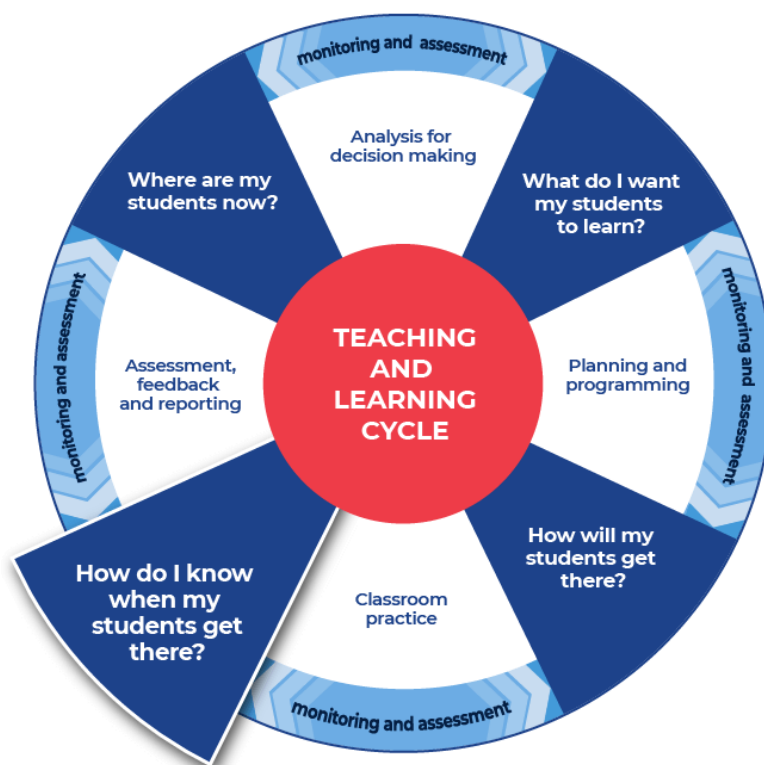 monitoring and assessment
Analysis for
decision making
Where are my
students now?
What do I want
my students
to learn?
monitoring and assessment
monitoring and assessment
TEACHING
AND
LEARNING
CYCLE
Assessment,
feedback
and reporting
Planning and
programming
How do I know
when my
students get
there?
Classroom
practice
How will my
students get
there?
monitoring and assessment